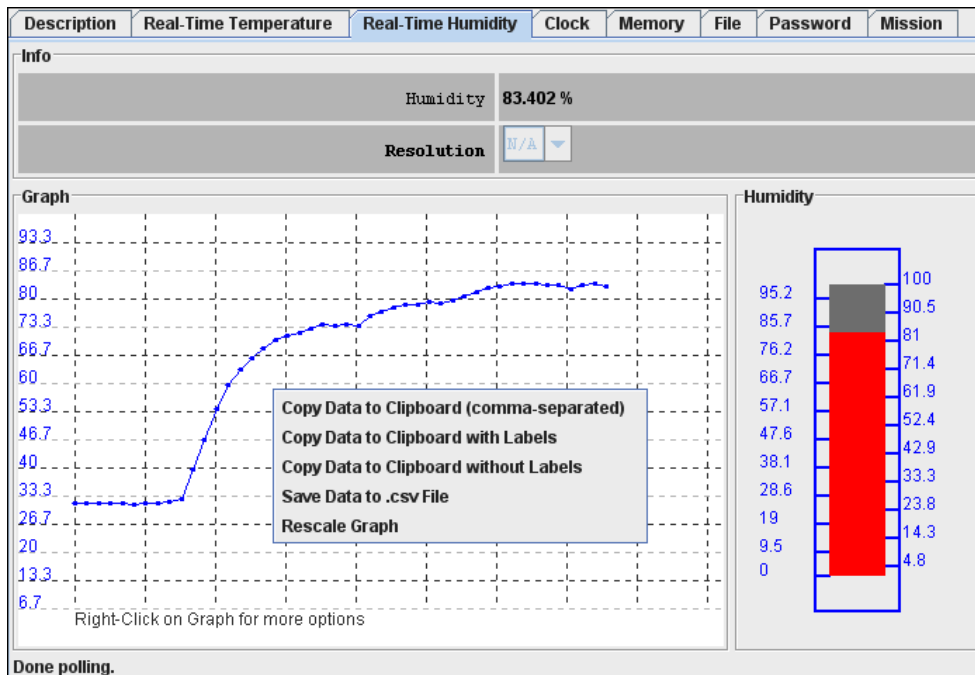 Description Real-Time Temperature Real-Time Humidity Clock Memory File Password Mission
Info
Humidity 83.402 %
Resolution N/A
Graph
93.3
86.7
80
73.3
66.7
60
53.3
46.7
40
33.3
26.7
20
13.3
6.7
Copy Data to Clipboard (comma-separated)
Copy Data to Clipboard with Labels
Copy Data to Clipboard without Labels
Save Data to .csv File
Rescale Graph
Right-Click on Graph for more options
Humidity
100
95.2
90.5
85.7
81
76.2
71.4
66.7
61.9
57.1
52.4
47.6
42.9
38.1
33.3
28.6
23.8
19
14.3
9.5
4.8
0
Done polling.